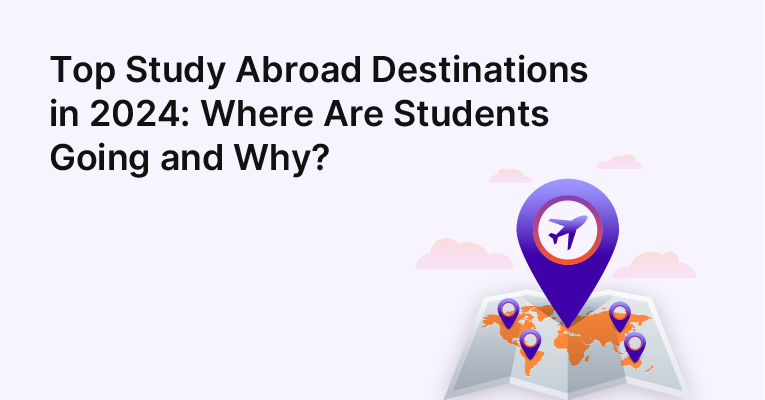 Top Study Abroad Destinations
in 2024: Where Are Students
Going and Why?